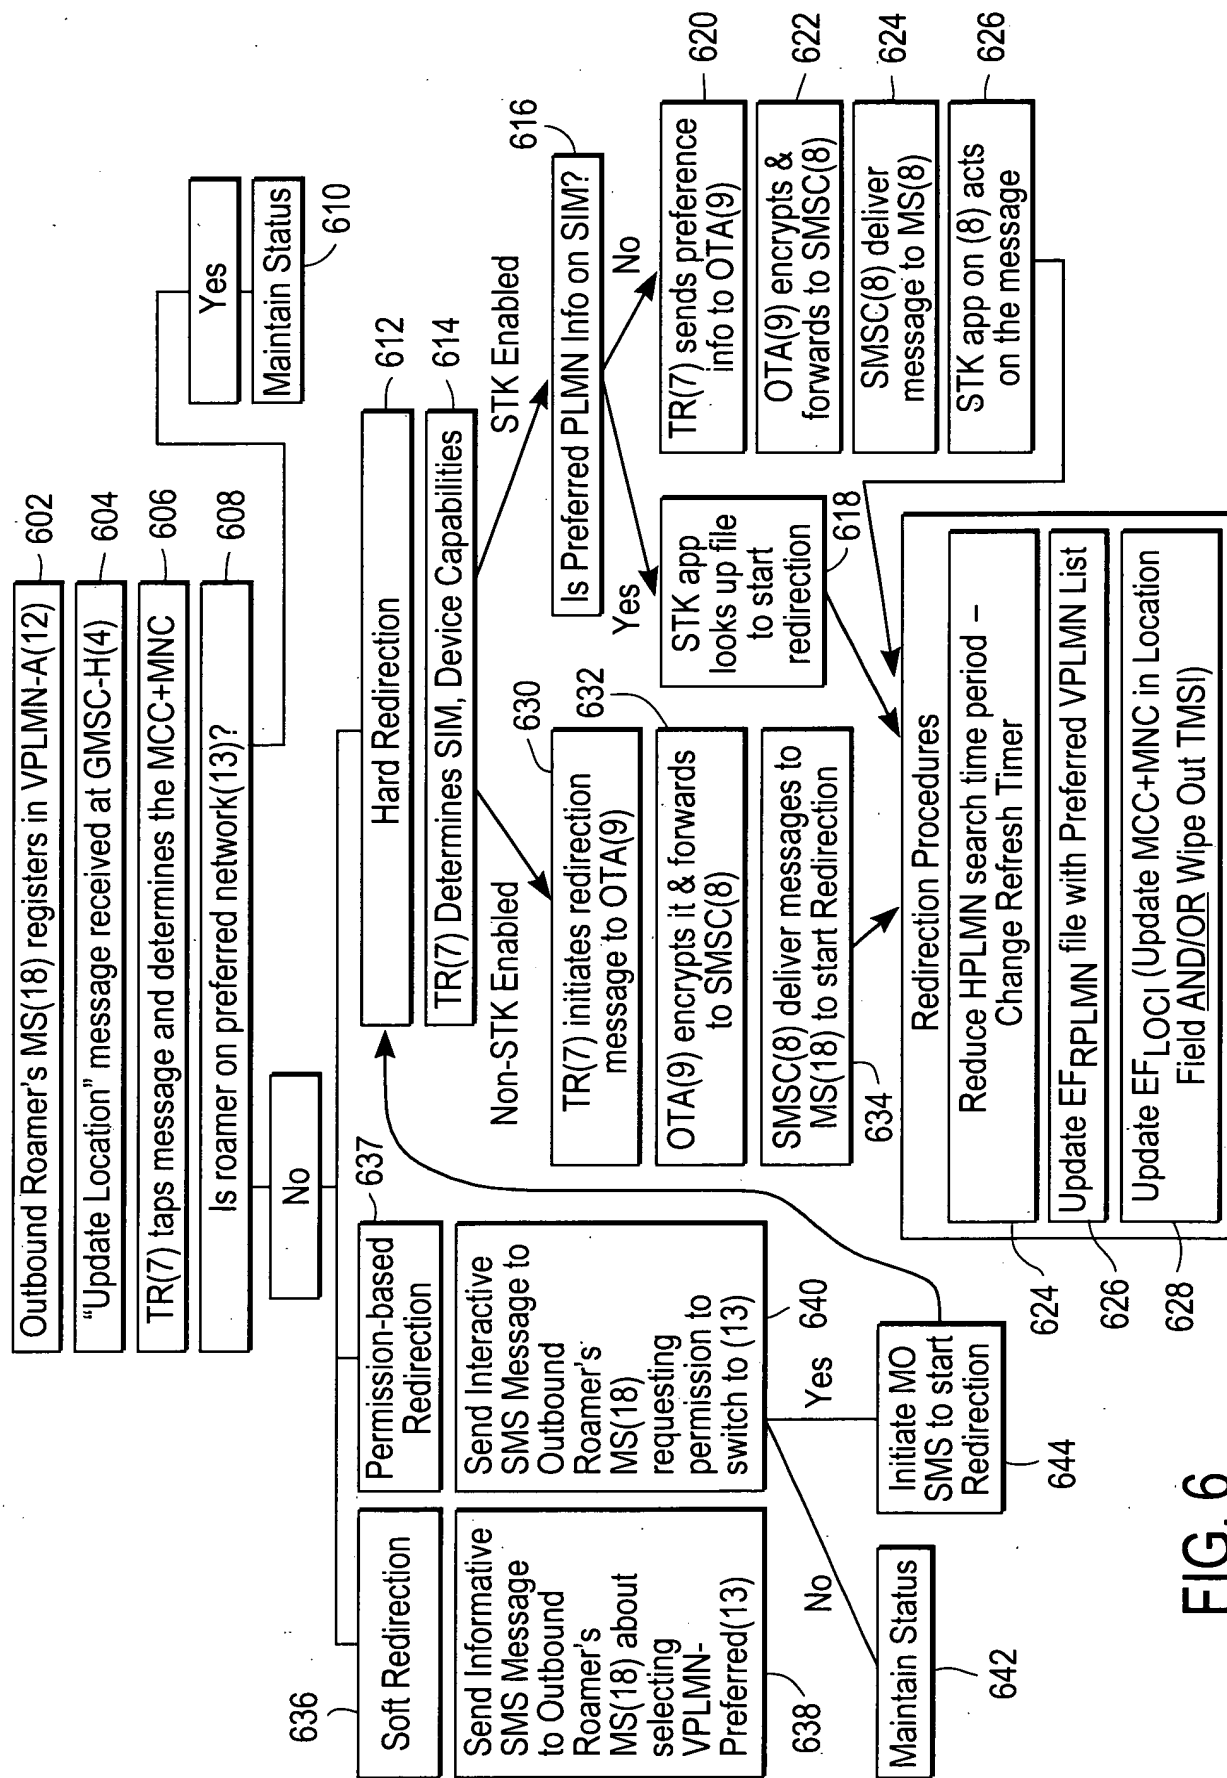 Outbound Roamer's MS(18) registers in VPLMN-A(12)
602
"Update Location" message received at GMSC-H(4)
604
TR(7) taps message and determines the MCC+MNC
606
Is roamer on preferred network(13)?
608
Yes
Maintain Status
610
No
Soft Redirection
636
Send Informative
SMS Message
to Outbound
Roamer's
MS(18) about
selecting
VPLMN-
Preferred(13)
638
Permission-based
Redirection
637
Send Interactive
SMS Message to
Outbound
Roamer's
MS(18)
requesting
permission to
switch to (13)
640
No
Yes
Maintain Status
642
Initiate MO
SMS to start
Redirection
644
Hard Redirection
612
TR(7) Determines SIM, Device Capabilities
614
Non-STK Enabled
STK Enabled
TR(7) initiates redirection
message to OTA(9)
630
OTA(9) encrypts it & forwards
to SMSC(8)
632
SMSC(8) deliver messages to
MS(18) to start Redirection
634
Is Preferred PLMN Info on SIM?
616
Yes
No
STK app
looks up file
to start
redirection
618
TR(7) sends preference
info to OTA(9)
620
OTA(9) encrypts &
forwards to SMSC(8)
622
SMSC(8) deliver
message to MS(8)
624
STK app on (8) acts
on the message
626
Redirection Procedures
Reduce HPLMN search time period –
Change Refresh Timer
624
Update EFRPLMN file with Preferred VPLMN List
626
Update EFLOCI (Update MCC+MNC in Location
Field AND/OR Wipe Out TMSI)
628
FIG. 6